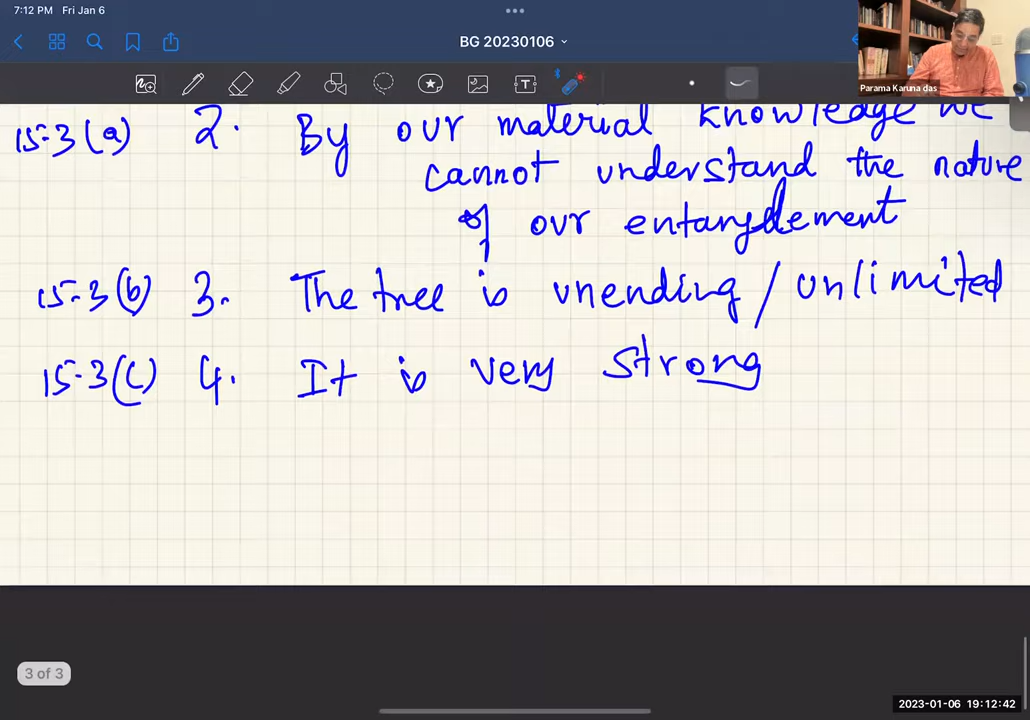 7:12 PM Fri Jan 6
BG 20230106
Parama Karuna das
15-3(a) 2. By our material knowledge we
cannot understand the nature
of our entanglement
15-3(b) 3. The tree is unending/unlimited
15-3(c) 4. It is very strong
3 of 3
2023-01-06 19:12:42